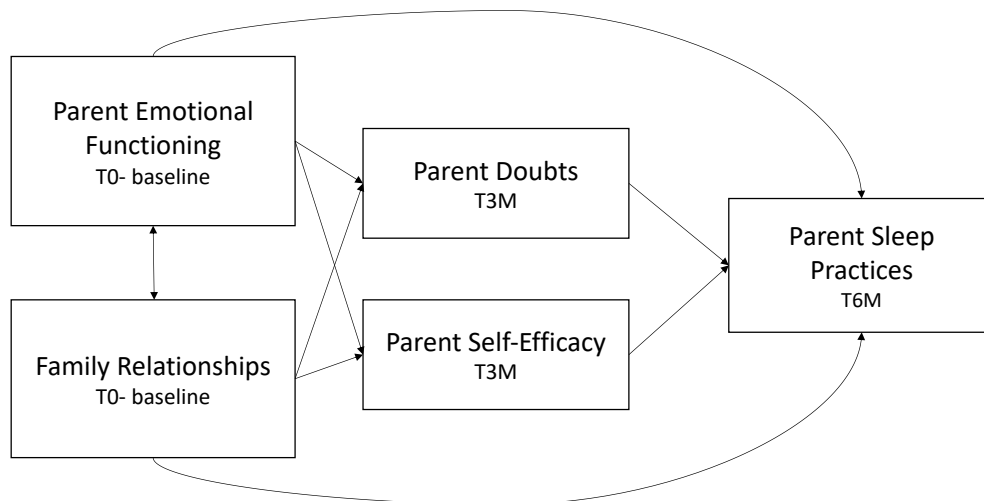 Parent Emotional
Functioning
T0- baseline
Parent Doubts
T3M
Parent Sleep
Practices
T6M
Family Relationships
T0- baseline
Parent Self-Efficacy
T3M